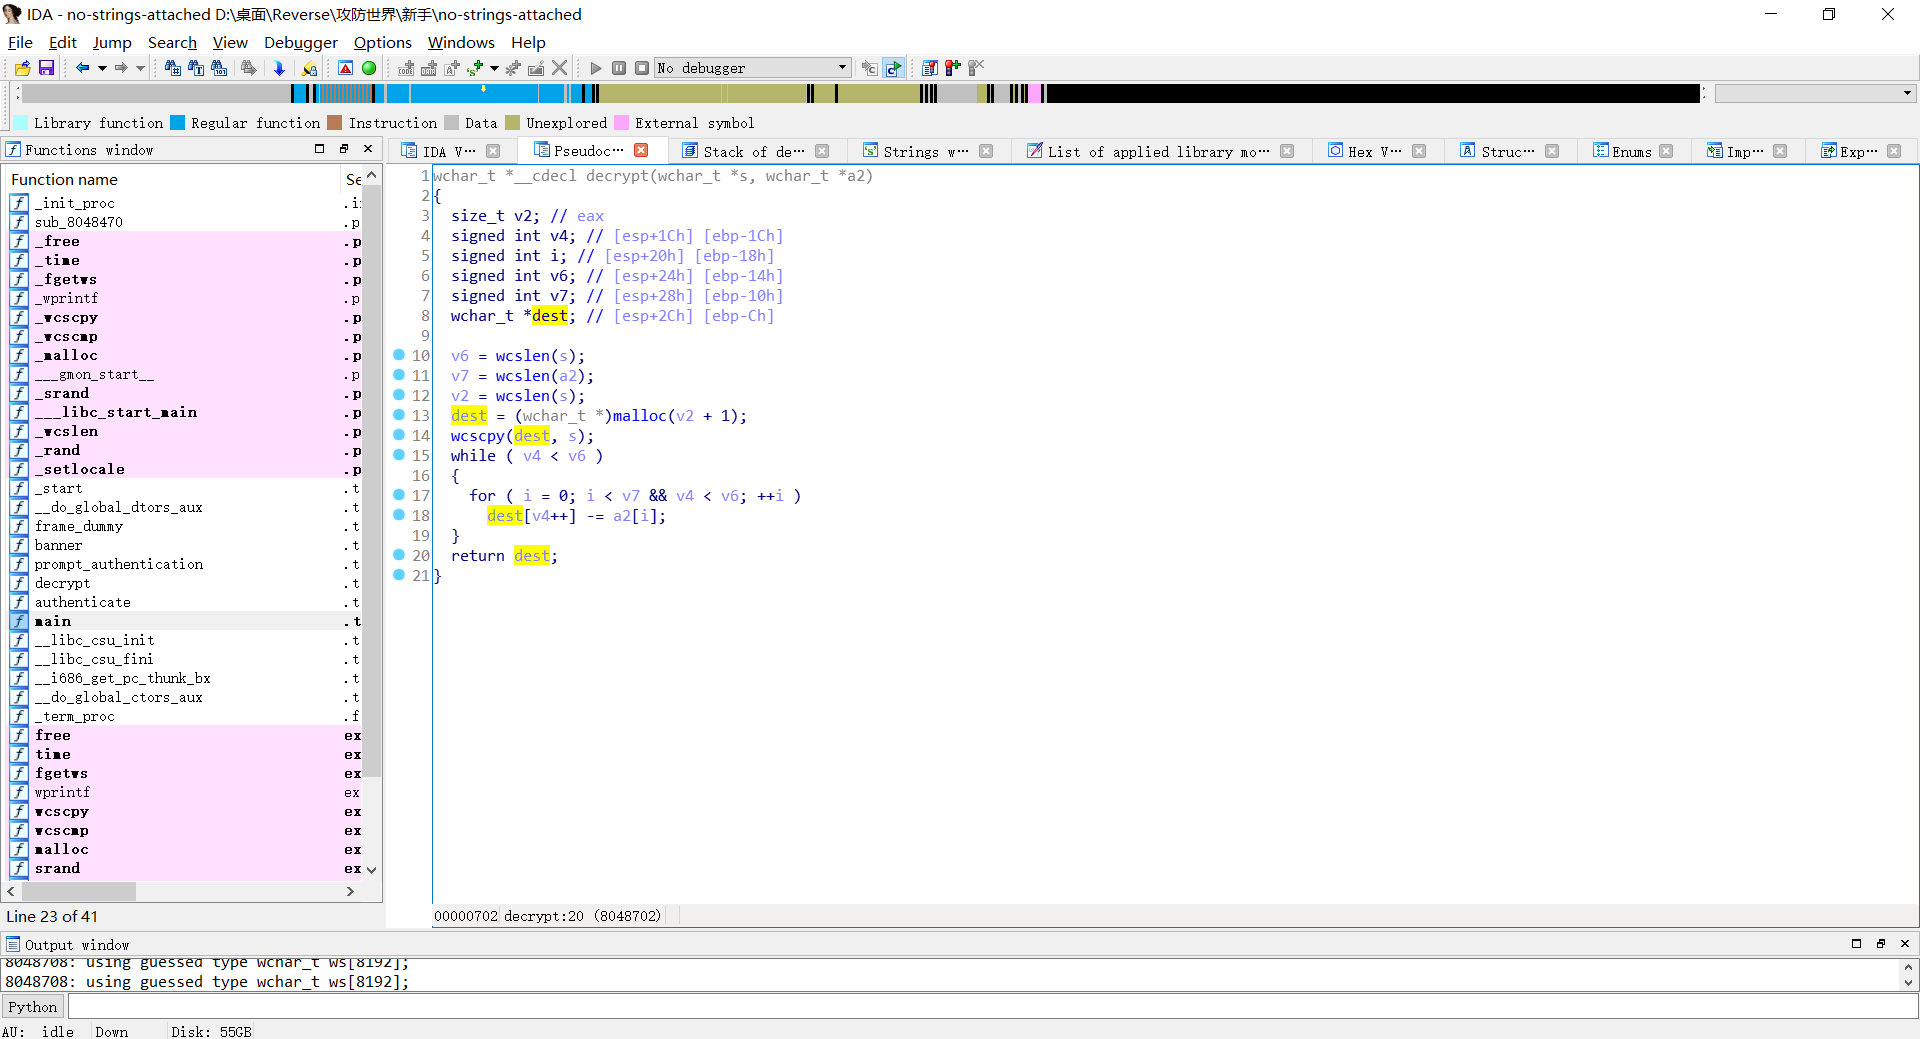 IDA - no-strings-attached D:\桌面\Reverse\攻防世界\新手\no-strings-attached
File Edit Jump Search View Debugger Options Windows Help
No debugger
Library function Regular function Instruction Data Unexplored External symbol
Functions window
IDA V··· Pseudoc··· Stack of de··· Strings w··· List of applied library mo··· Hex V··· Struc··· Enums Imp··· Exp···
Function name Se
_init_proc .i
sub_8048470 .p
_free .p
_time .p
_fgetws .p
_wprintf .p
_wcscpy .p
_wcscmp .p
_malloc .p
___gmon_start__ .p
_srand .p
___libc_start_main .p
_wcslen .p
_rand .p
_setlocale .p
_start .t
__do_global_dtors_aux .t
frame_dummy .t
banner .t
prompt_authentication .t
decrypt .t
authenticate .t
main .t
__libc_csu_init .t
__libc_csu_fini .t
__i686_get_pc_thunk_bx .t
__do_global_ctors_aux .t
_term_proc .f
free ex
time ex
fgetws ex
wprintf ex
wcscpy ex
wcscmp ex
malloc ex
srand ex
Line 23 of 41
1 wchar_t *__cdecl decrypt(wchar_t *s, wchar_t *a2)
2 {
3 size_t v2; // eax
4 signed int v4; // [esp+1Ch] [ebp-1Ch]
5 signed int i; // [esp+20h] [ebp-18h]
6 signed int v6; // [esp+24h] [ebp-14h]
7 signed int v7; // [esp+28h] [ebp-10h]
8 wchar_t *dest; // [esp+2Ch] [ebp-Ch]
9
10 v6 = wcslen(s);
11 v7 = wcslen(a2);
12 v2 = wcslen(s);
13 dest = (wchar_t *)malloc(v2 + 1);
14 wcscpy(dest, s);
15 while ( v4 < v6 )
16 {
17 for ( i = 0; i < v7 && v4 < v6; ++i )
18 dest[v4++] -= a2[i];
19 }
20 return dest;
21 }
00000702 decrypt:20 (8048702)
Output window
8048708: using guessed type wchar_t ws[8192];
8048708: using guessed type wchar_t ws[8192];
Python
AU: idle Down Disk: 55GB